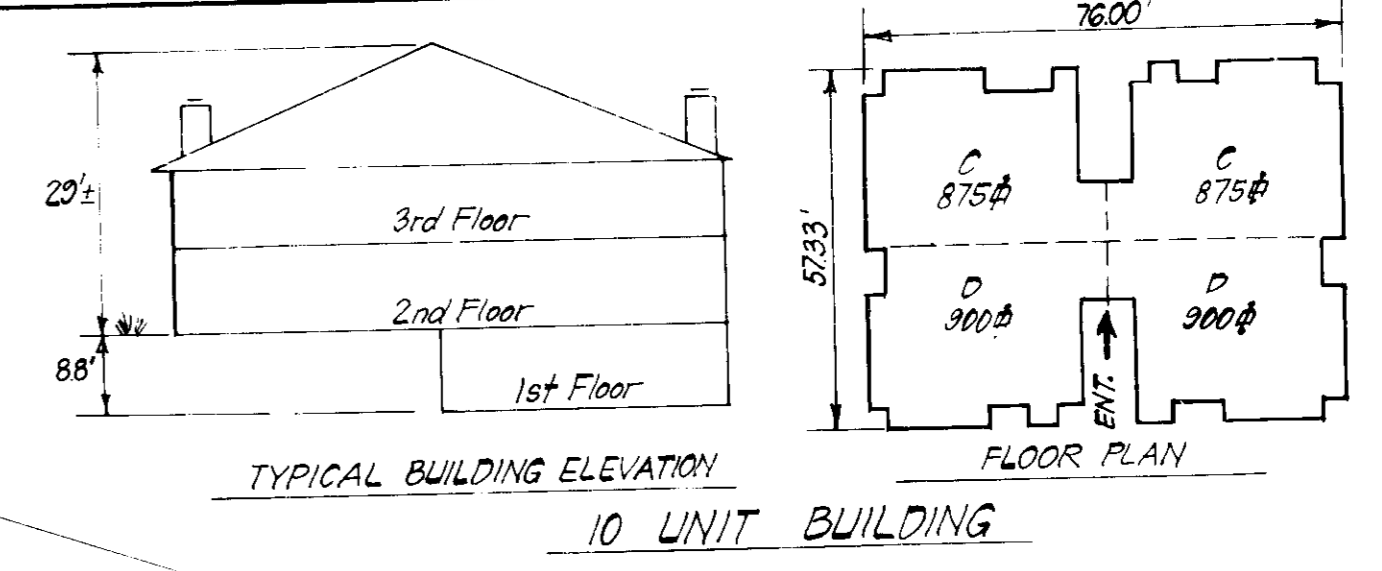 76.00'
29'±
3rd Floor
2nd Floor
8.8'
1st Floor
57.33'
C
875⏍
C
875⏍
D
900⏍
D
900⏍
ENT.
TYPICAL BUILDING ELEVATION
FLOOR PLAN
10 UNIT BUILDING